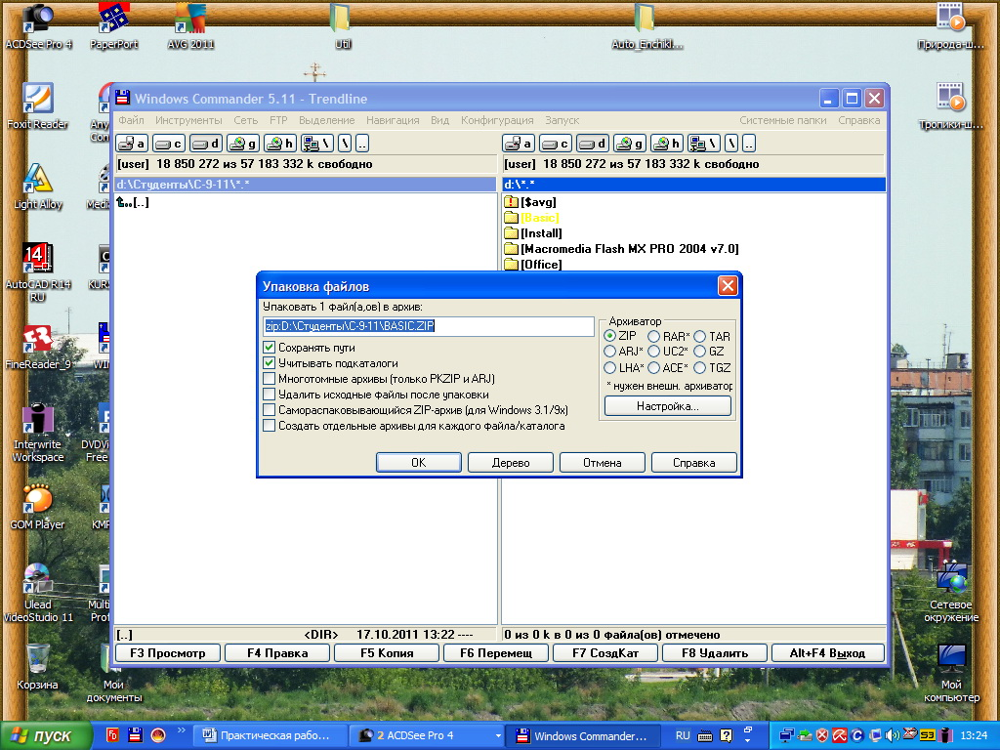 ACDSee Pro 4
PaperPort
AVG 2011
Util
Auto_Enchikl...
Природа-ш...
Foxit Reader
Any
Con
Тропики-ш...
Light Alloy
Medi
AutoCAD R14
RU
KUR
FineReader_9
WIN
Interwrite
Workspace
DVDVi
Free
GOM Player
KMP
Ulead
VideoStudio 11
Multi
Prot
Сетевое
окружение
Корзина
Мои
документы
Мой
компьютер
Windows Commander 5.11 - Trendline
Файл Инструменты Сеть FTP Выделение Навигация Вид Конфигурация Запуск Системные папки Справка
a c d g h \ \ ..
a c d g h \ \ ..
[user] 18 850 272 из 57 183 332 k свободно
[user] 18 850 272 из 57 183 332 k свободно
d:\Студенты\С-9-11\*.*
d:\*.*
[..]
[$avg]
[Basic]
[Install]
[Macromedia Flash MX PRO 2004 v7.0]
[Office]
Упаковка файлов
Упаковать 1 файл(а,ов) в архив:
zip:D:\Студенты\С-9-11\BASIC.ZIP
Сохранять пути
Учитывать подкаталоги
Многотомные архивы (только PKZIP и ARJ)
Удалить исходные файлы после упаковки
Самораспаковывающийся ZIP-архив (для Windows 3.1/9x)
Создать отдельные архивы для каждого файла/каталога
Архиватор
ZIP RAR* TAR
ARJ* UC2* GZ
LHA* ACE* TGZ
* нужен внешн. архиватор
Настройка...
OK Дерево Отмена Справка
[..] <DIR> 17.10.2011 13:22 ----
0 из 0 k в 0 из 0 файла(ов) отмечено
F3 Просмотр F4 Правка F5 Копия F6 Перемещ F7 СоздКат F8 Удалить Alt+F4 Выход
пуск
Практическая рабо...
2 ACDSee Pro 4
Windows Commander...
RU
53
13:24